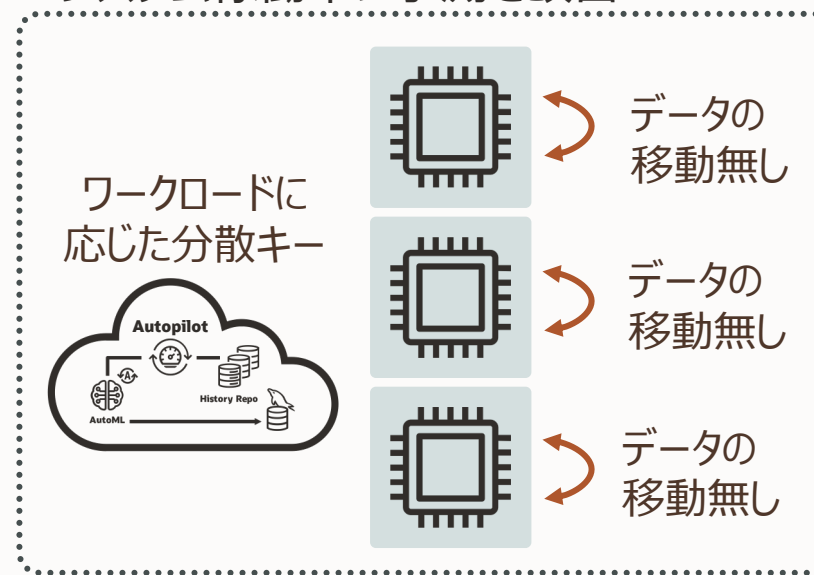 ワークロードに
応じた分散キー
Autopilot
A
AutoML
History Repo
データの
移動無し
データの
移動無し
データの
移動無し